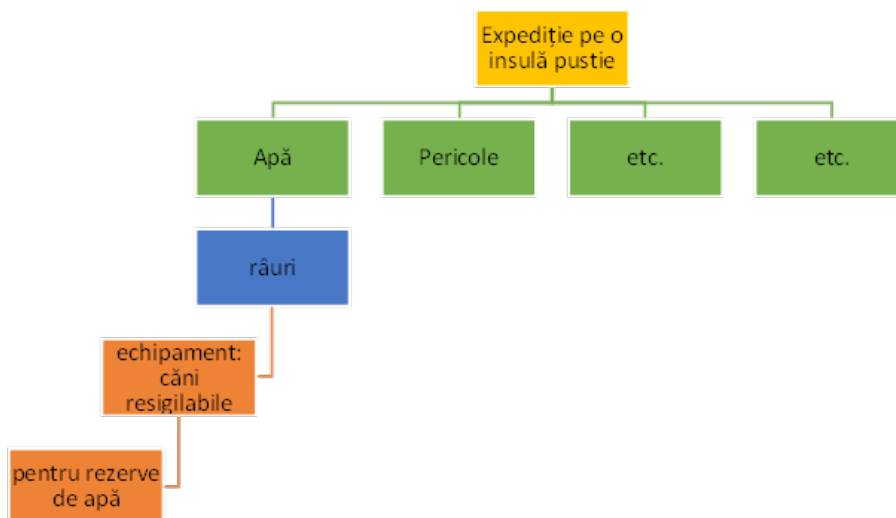 Expediție pe o
insulă pustie
Apă
Pericole
etc.
etc.
râuri
echipament:
căni
resigilabile
pentru rezerve
de apă